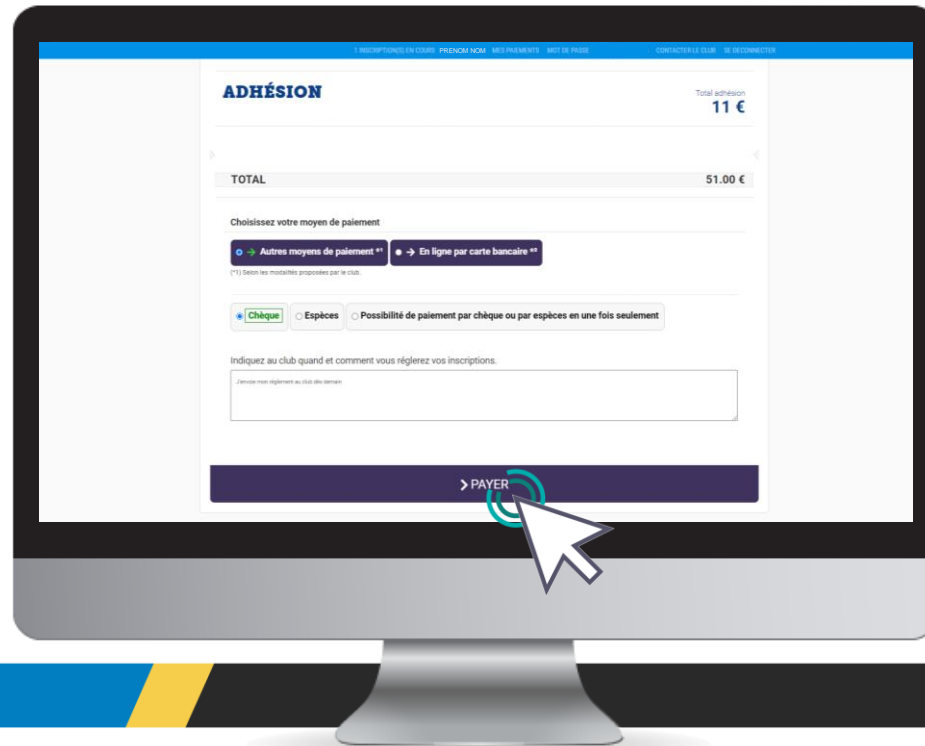 1 INSCRIPTION(S) EN COURS PRENOM NOM MES PAIEMENTS MOT DE PASSE CONTACTER LE CLUB SE DECONNECTER
ADHÉSION
Total adhésion
11 €
TOTAL 51.00 €
Choisissez votre moyen de paiement
→ Autres moyens de paiement *¹ → En ligne par carte bancaire *²
(*1) Selon les modalités proposées par le club.
Chèque Espèces Possibilité de paiement par chèque ou par espèces en une fois seulement
Indiquez au club quand et comment vous réglerez vos inscriptions.
J'envoie mon règlement au club dès demain
> PAYER